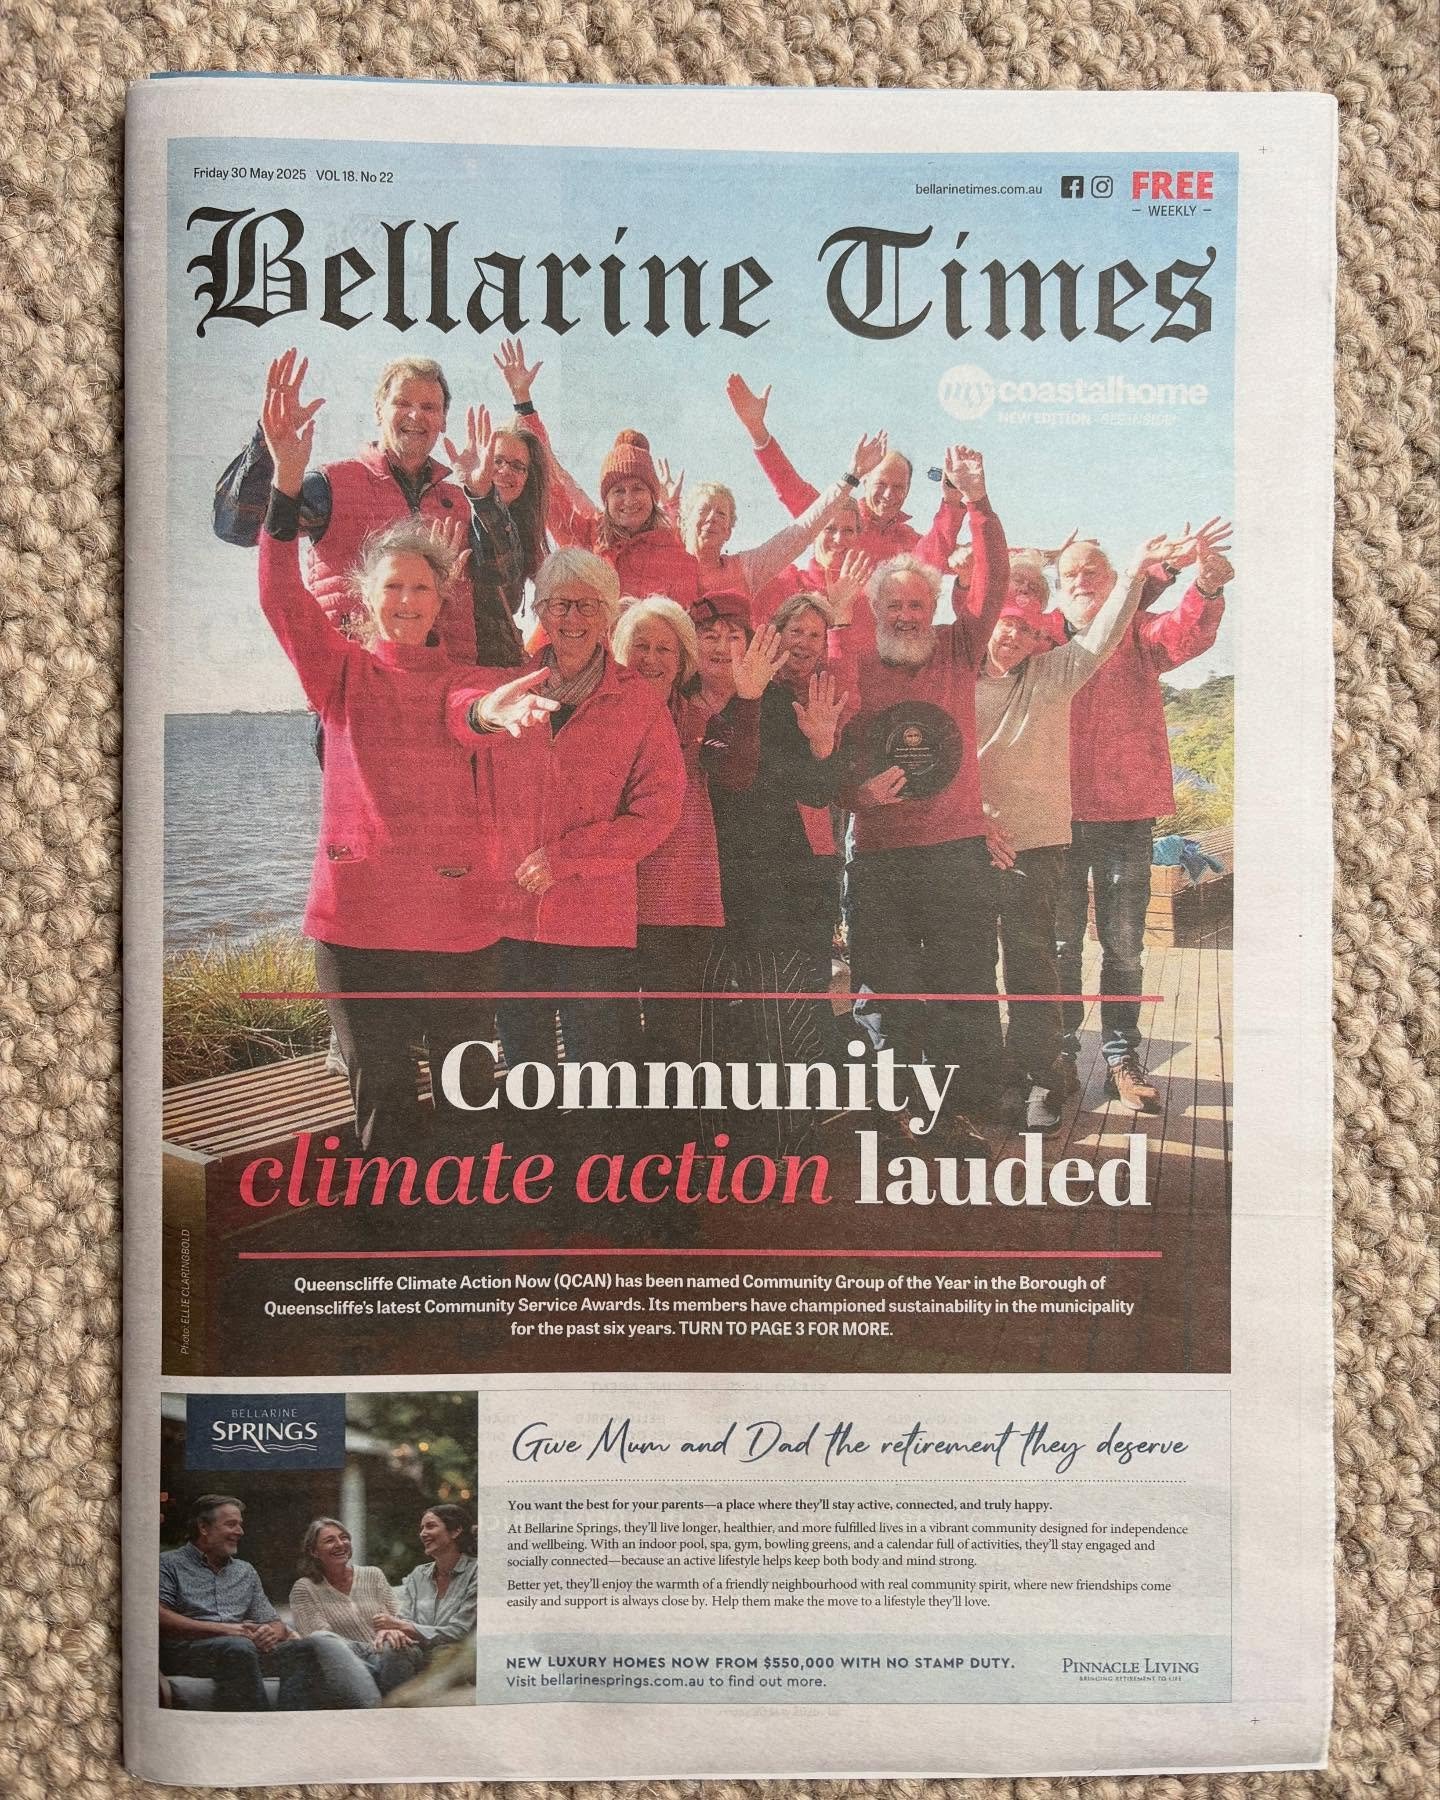 Friday 30 May 2025 VOL 18. No 22
bellarinetimes.com.au
FREE
– WEEKLY –
Bellarine Times
my coastalhome
NEW EDITION - SEE INSIDE
Community
climate action lauded
Queenscliffe Climate Action Now (QCAN) has been named Community Group of the Year in the Borough of
Queenscliffe's latest Community Service Awards. Its members have championed sustainability in the municipality
for the past six years. TURN TO PAGE 3 FOR MORE.
Photo: ELLIE CLARINGBOLD
BELLARINE
SPRINGS
Give Mum and Dad the retirement they deserve
You want the best for your parents—a place where they'll stay active, connected, and truly happy.
At Bellarine Springs, they'll live longer, healthier, and more fulfilled lives in a vibrant community designed for independence
and wellbeing. With an indoor pool, spa, gym, bowling greens, and a calendar full of activities, they'll stay engaged and
socially connected—because an active lifestyle helps keep both body and mind strong.
Better yet, they'll enjoy the warmth of a friendly neighbourhood with real community spirit, where new friendships come
easily and support is always close by. Help them make the move to a lifestyle they'll love.
NEW LUXURY HOMES NOW FROM $550,000 WITH NO STAMP DUTY.
Visit bellarinesprings.com.au to find out more.
PINNACLE LIVING
BRINGING RETIREMENT TO LIFE